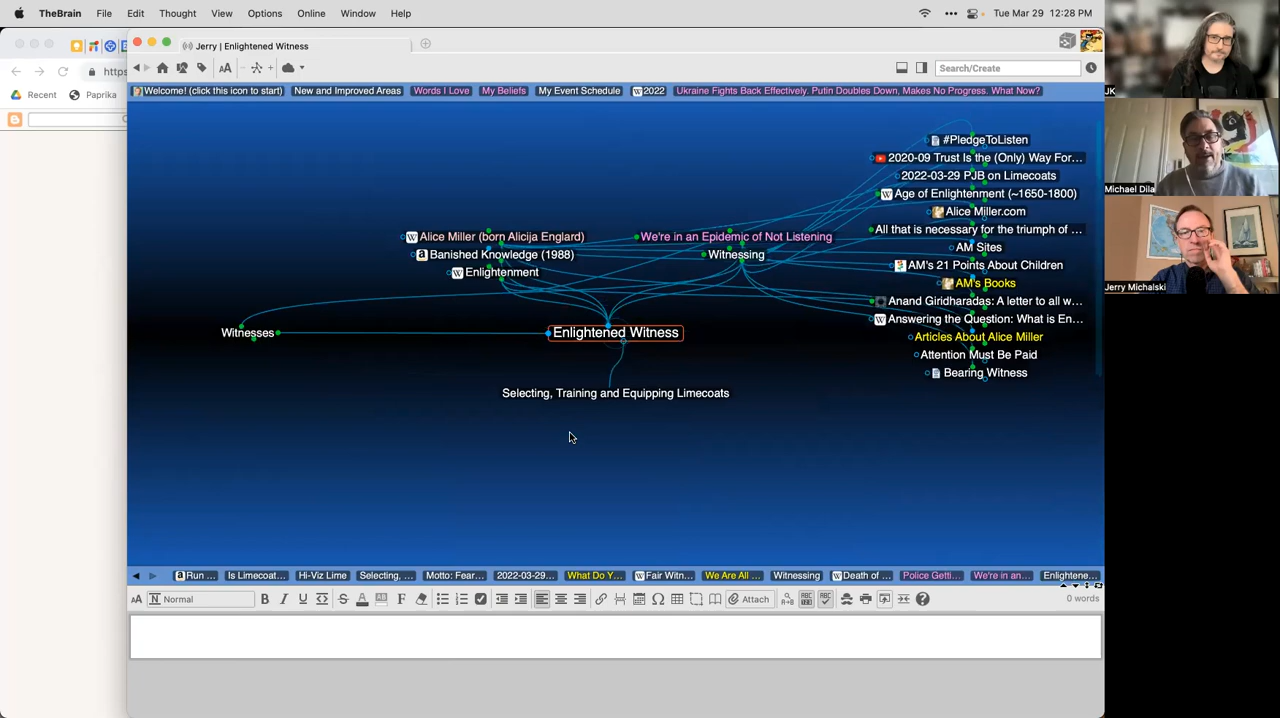 TheBrain File Edit Thought View Options Online Window Help Tue Mar 29 12:28 PM
Jerry | Enlightened Witness
https
Search/Create
Recent Paprika
Welcome! (click this icon to start) New and Improved Areas Words I Love My Beliefs My Event Schedule 2022 Ukraine Fights Back Effectively. Putin Doubles Down, Makes No Progress. What Now?
JK
#PledgeToListen
2020-09 Trust Is the (Only) Way For...
2022-03-29 PJB on Limecoats
Age of Enlightenment (~1650-1800)
Michael Dila
Alice Miller.com
All that is necessary for the triumph of ...
Alice Miller (born Alicija Englard)
We're in an Epidemic of Not Listening
AM Sites
Banished Knowledge (1988)
Witnessing
AM's 21 Points About Children
Enlightenment
AM's Books
Jerry Michalski
Anand Giridharadas: A letter to all w...
Answering the Question: What is En...
Witnesses
Enlightened Witness
Articles About Alice Miller
Attention Must Be Paid
Bearing Witness
Selecting, Training and Equipping Limecoats
Run ... Is Limecoat... Hi-Viz Lime Selecting, ... Motto: Fear... 2022-03-29... What Do Y... Fair Witn... We Are All ... Witnessing Death of ... Police Getti... We're in an... Enlightene...
Normal
B I U S
Attach
0 words